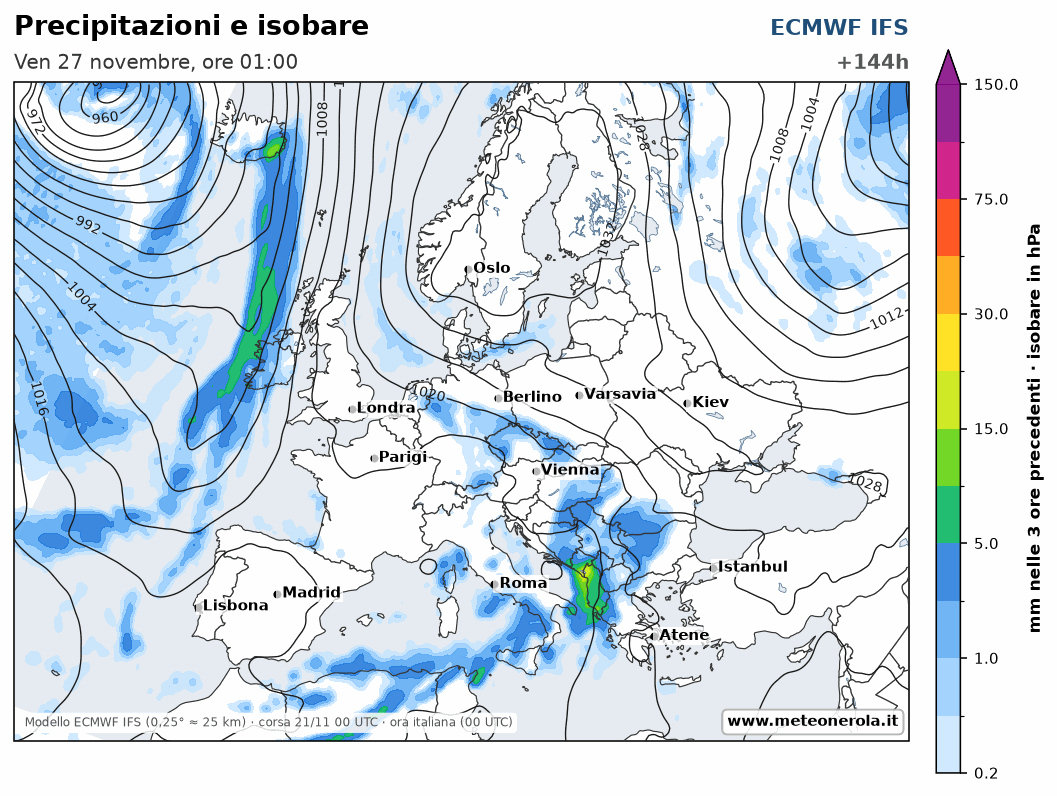 Precipitazioni e isobare
ECMWF IFS
Ven 27 novembre, ore 01:00
+144h
150.0
75.0
30.0
15.0
5.0
1.0
0.2
mm nelle 3 ore precedenti · isobare in hPa
972
960
992
1004
1016
1008
1020
1028
1032
1008
1004
1012
1028
Oslo
Londra
Berlino
Varsavia
Kiev
Parigi
Vienna
Roma
Istanbul
Madrid
Lisbona
Atene
Modello ECMWF IFS (0,25° ≈ 25 km) · corsa 21/11 00 UTC · ora italiana (00 UTC)
www.meteonerola.it